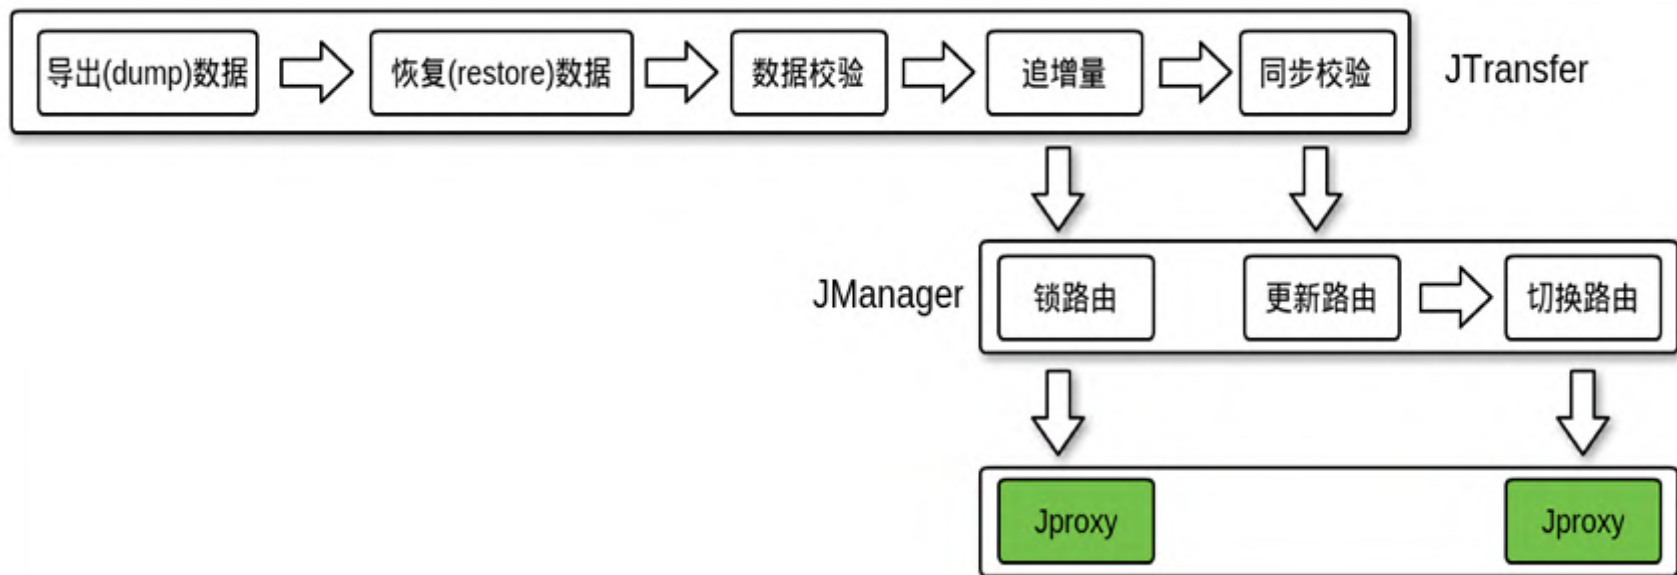 导出(dump)数据
恢复(restore)数据
数据校验
追增量
同步校验
JTransfer
JManager
锁路由
更新路由
切换路由
Jproxy
Jproxy